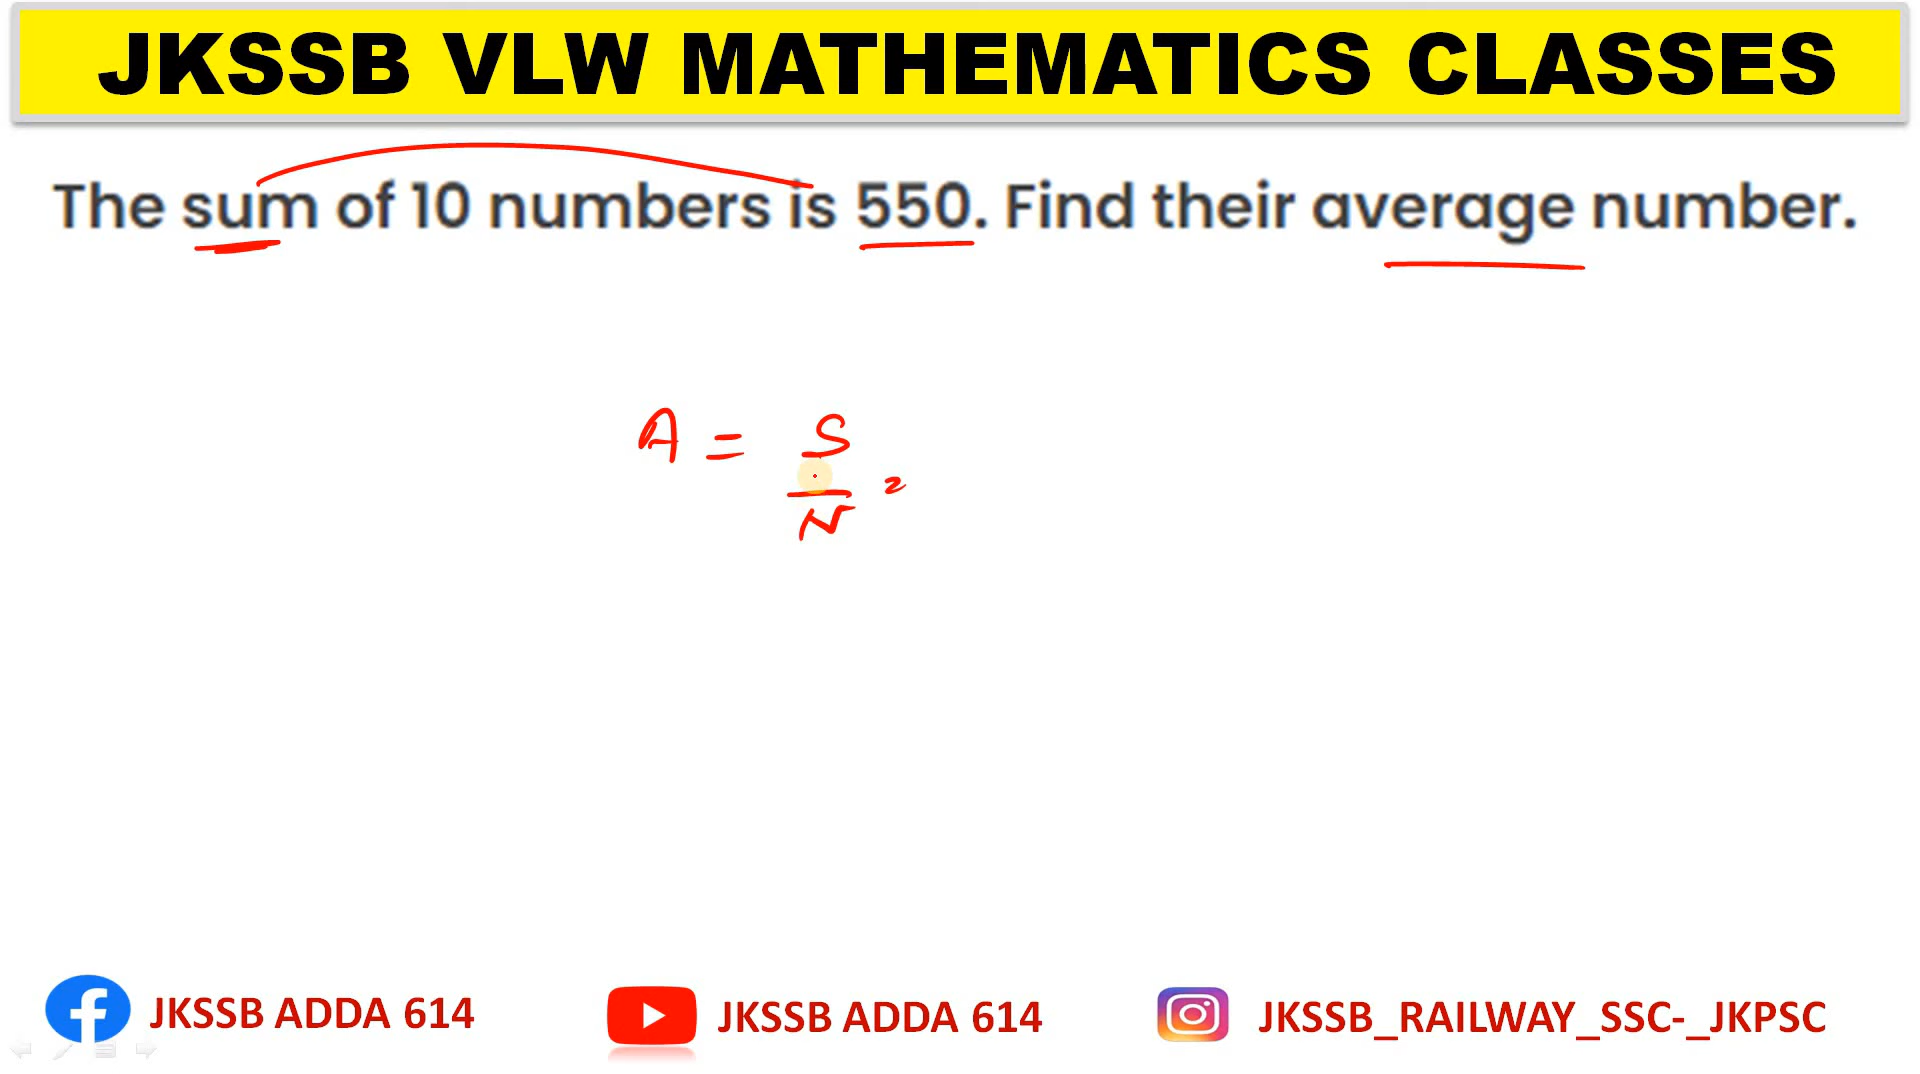 JKSSB VLW MATHEMATICS CLASSES
The sum of 10 numbers is 550. Find their average number.
A = S
N =
JKSSB ADDA 614
JKSSB ADDA 614
JKSSB_RAILWAY_SSC-_JKPSC